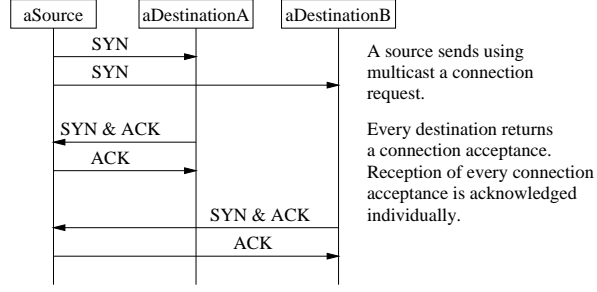 aSource
aDestinationA
aDestinationB
SYN
SYN
A source sends using
multicast a connection
request.
SYN & ACK
ACK
Every destination returns
a connection acceptance.
Reception of every connection
acceptance is acknowledged
individually.
SYN & ACK
ACK